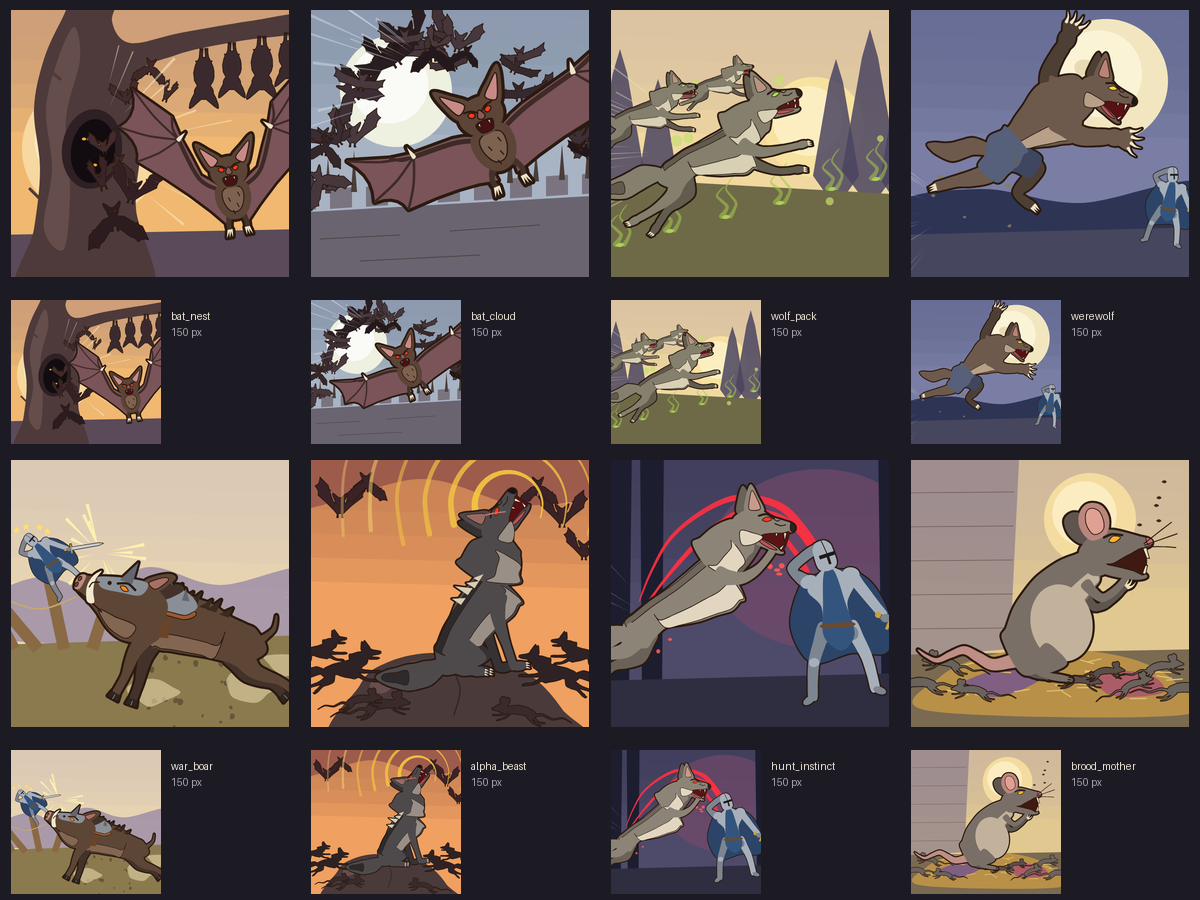 bat_nest
150 px
bat_cloud
150 px
wolf_pack
150 px
werewolf
150 px
war_boar
150 px
alpha_beast
150 px
hunt_instinct
150 px
brood_mother
150 px